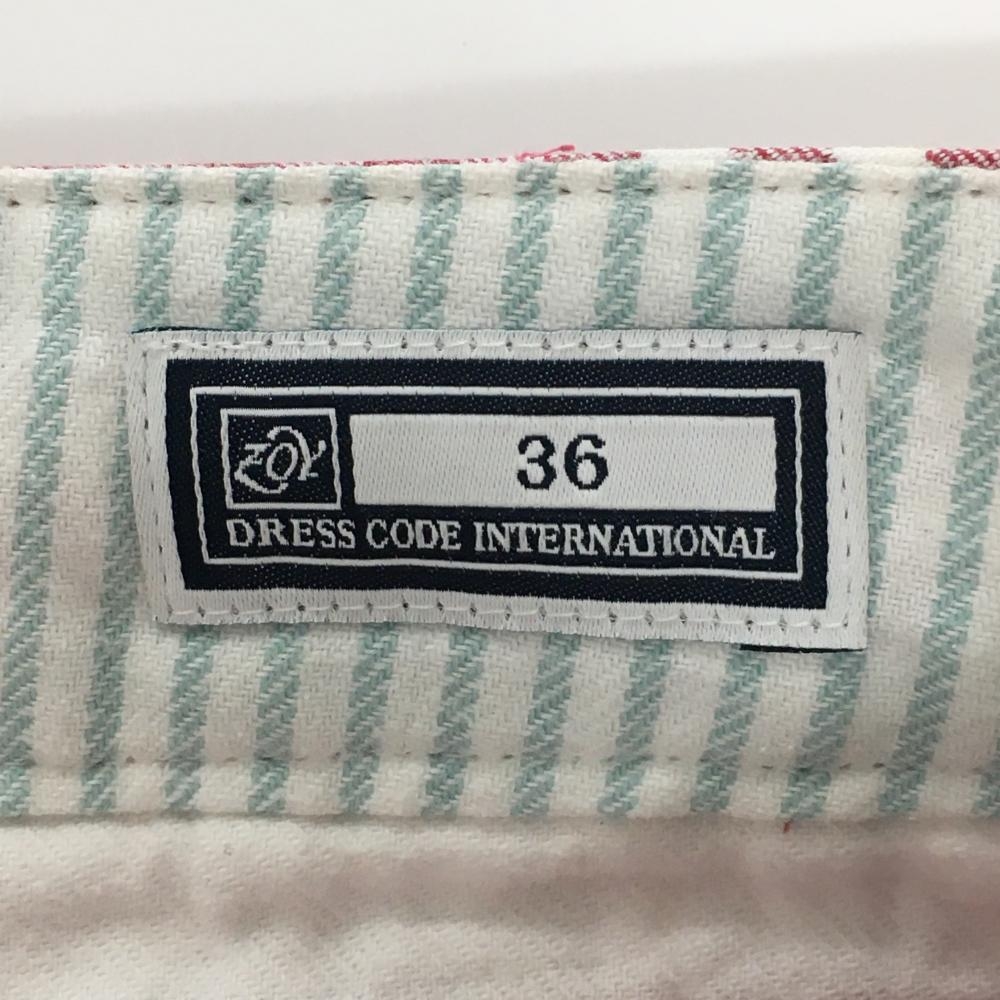 ZOY
36
DRESS CODE INTERNATIONAL